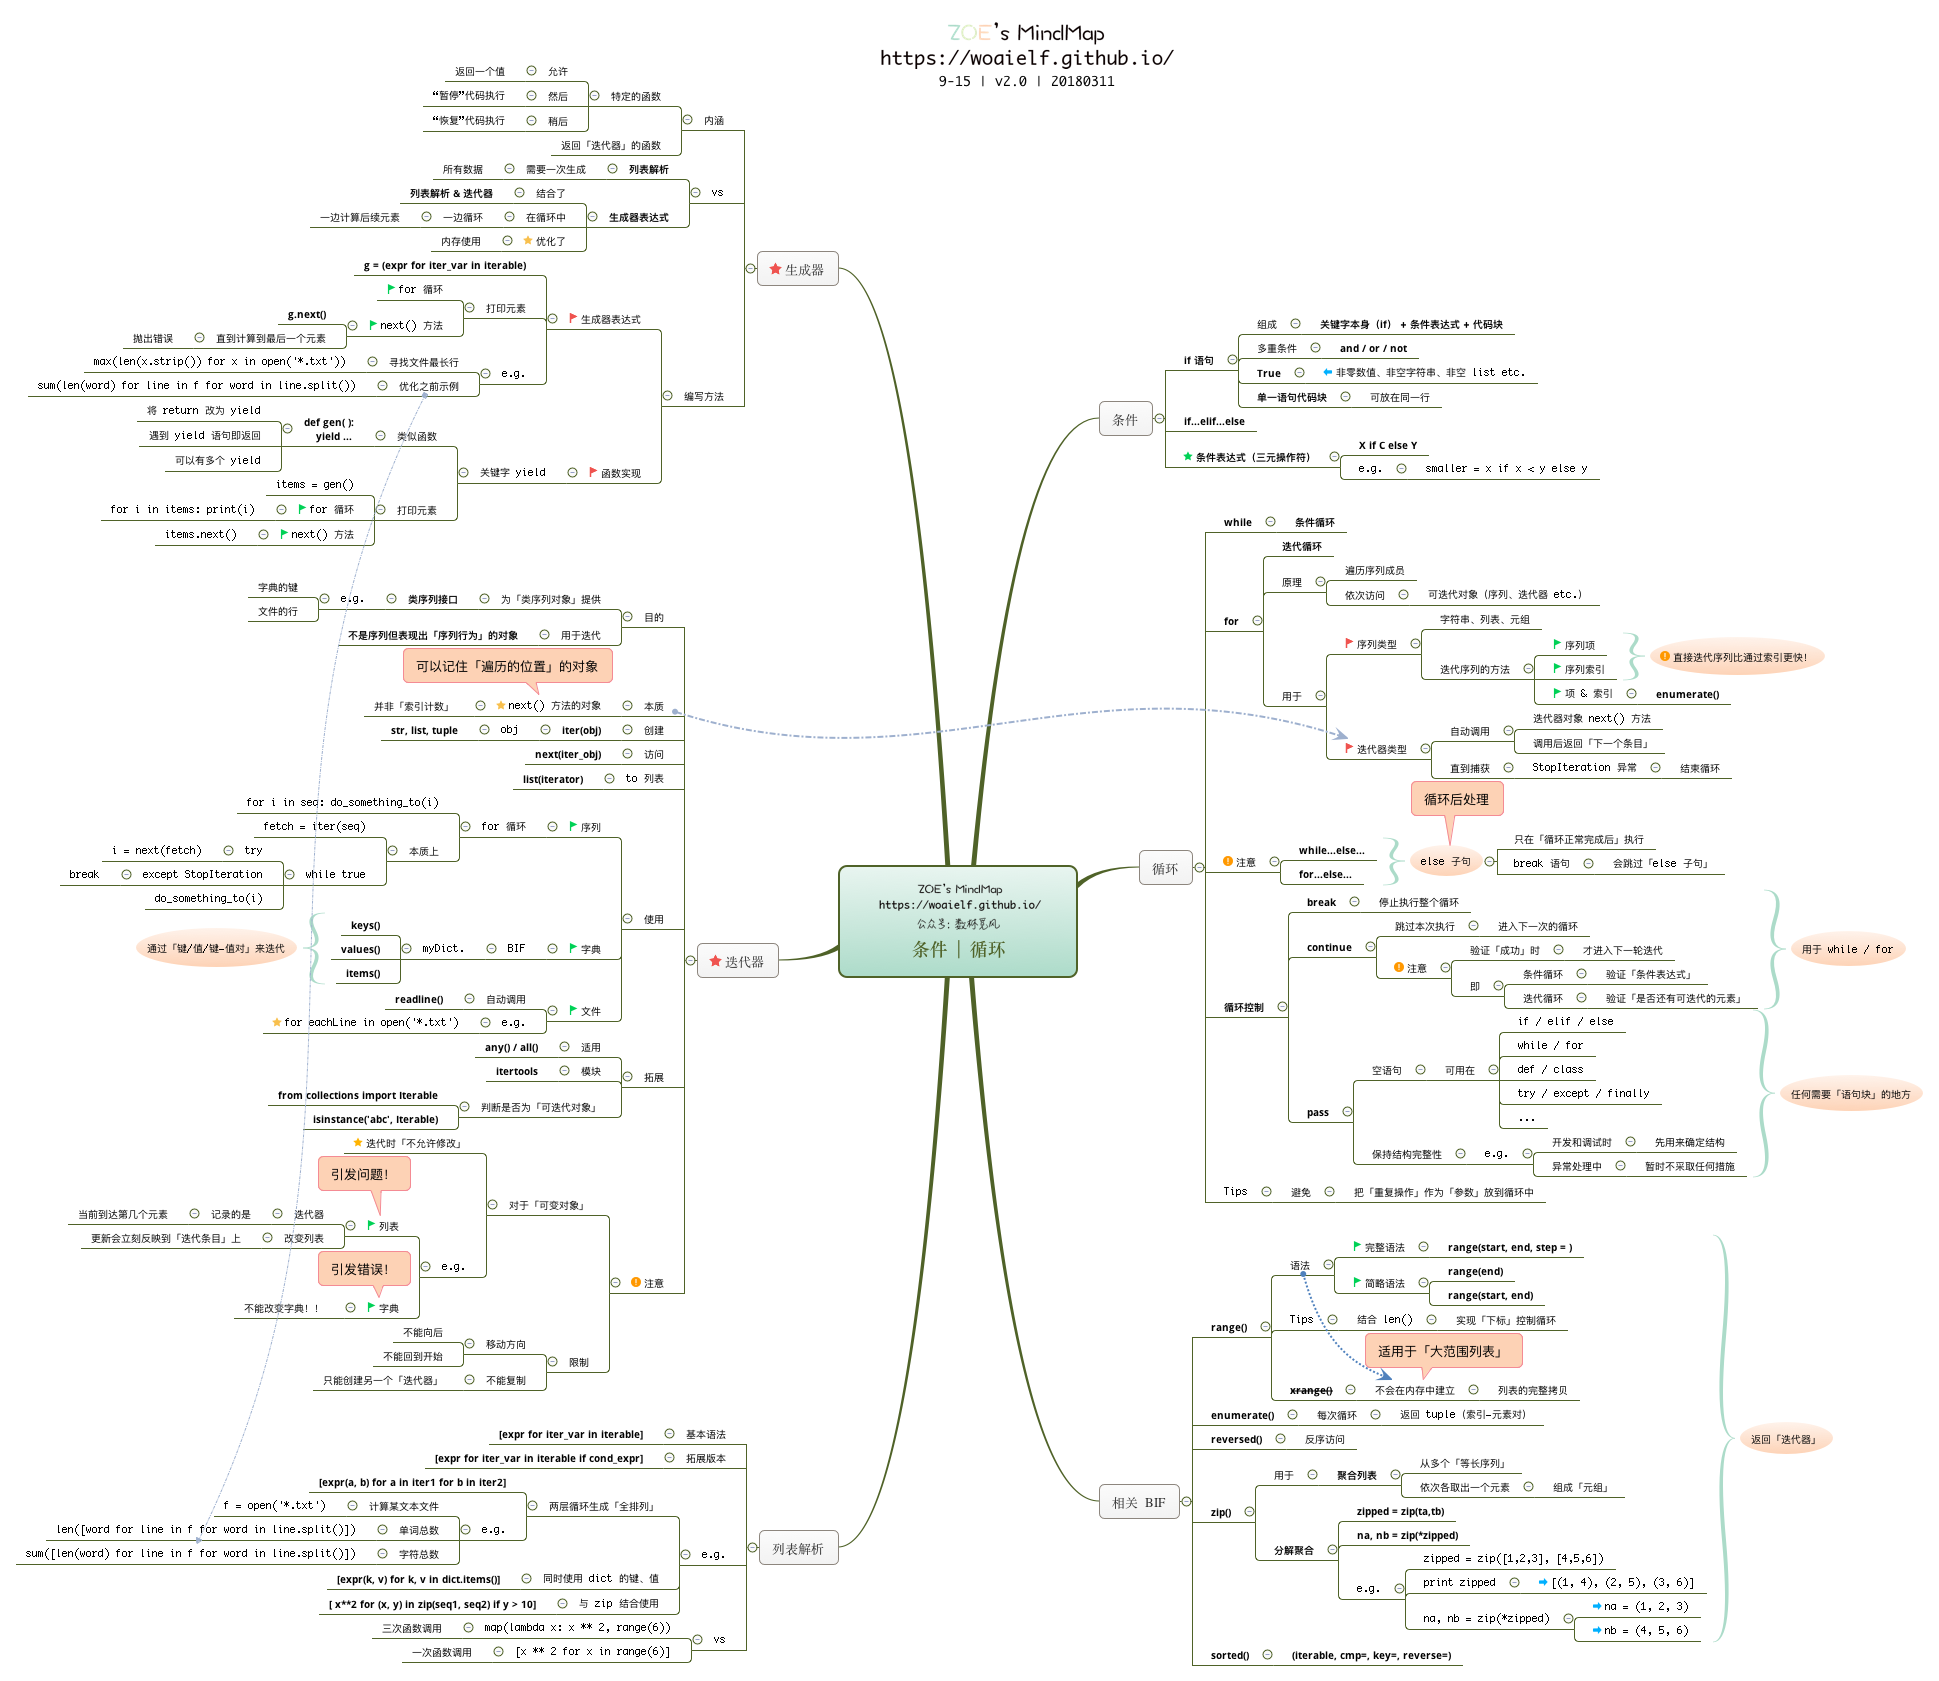 ZOE's MindMap
https://woaielf.github.io/
9-15 | v2.0 | 20180311
ZOE's MindMap
https://woaielf.github.io/
条件 | 循环
条件
if 语句
组成
关键字本身（if） + 条件表达式 + 代码块
多重条件
and / or / not
True
非零数值、非空字符串、非空 list etc.
单一语句代码块
可放在同一行
if...elif...else
条件表达式（三元操作符）
X if C else Y
e.g.
smaller = x if x < y else y
循环
while
条件循环
for
迭代循环
原理
遍历序列成员
依次访问
可迭代对象（序列、迭代器 etc.）
用于
序列类型
字符串、列表、元组
迭代序列的方法
序列项
序列索引
直接迭代序列比通过索引更快！
项 & 索引
enumerate()
迭代器类型
自动调用
迭代器对象 next() 方法
调用后返回「下一个条目」
直到捕获
StopIteration 异常
结束循环
注意
while...else...
for...else...
循环后处理
else 子句
只在「循环正常完成后」执行
break 语句
会跳过「else 子句」
循环控制
break
停止执行整个循环
continue
跳过本次执行
进入下一次的循环
注意
验证「成功」时
才进入下一轮迭代
即
条件循环
验证「条件表达式」
迭代循环
验证「是否还有可迭代的元素」
用于 while / for
pass
空语句
可用在
if / elif / else
while / for
def / class
try / except / finally
...
保持结构完整性
e.g.
开发和调试时
先用来确定结构
异常处理中
暂时不采取任何措施
任何需要「语句块」的地方
Tips
避免
把「重复操作」作为「参数」放到循环中
相关 BIF
range()
语法
完整语法
range(start, end, step = )
简略语法
range(end)
range(start, end)
Tips
结合 len()
实现「下标」控制循环
适用于「大范围列表」
xrange()
不会在内存中建立
列表的完整拷贝
enumerate()
每次循环
返回 tuple（索引-元素对）
reversed()
反序访问
返回「迭代器」
zip()
用于
聚合列表
从多个「等长序列」
依次各取出一个元素
组成「元组」
分解聚合
zipped = zip(ta,tb)
na, nb = zip(*zipped)
e.g.
zipped = zip([1,2,3], [4,5,6])
print zipped
[(1, 4), (2, 5), (3, 6)]
na, nb = zip(*zipped)
na = (1, 2, 3)
nb = (4, 5, 6)
sorted()
(iterable, cmp=, key=, reverse=)
生成器
内涵
特定的函数
允许
返回一个值
然后
“暂停”代码执行
稍后
“恢复”代码执行
返回「迭代器」的函数
vs
列表解析
需要一次生成
所有数据
生成器表达式
结合了
列表解析 & 迭代器
在循环中
一边循环
一边计算后续元素
优化了
内存使用
编写方法
生成器表达式
g = (expr for iter_var in iterable)
打印元素
for 循环
next() 方法
g.next()
直到计算到最后一个元素
抛出错误
e.g.
寻找文件最长行
max(len(x.strip()) for x in open('*.txt'))
优化之前示例
sum(len(word) for line in f for word in line.split())
函数实现
关键字 yield
类似函数
def gen( ):
yield ...
将 return 改为 yield
遇到 yield 语句即返回
可以有多个 yield
打印元素
items = gen()
for 循环
for i in items: print(i)
next() 方法
items.next()
迭代器
目的
为「类序列对象」提供
类序列接口
e.g.
字典的键
文件的行
用于迭代
不是序列但表现出「序列行为」的对象
可以记住「遍历的位置」的对象
本质
next() 方法的对象
并非「索引计数」
创建
iter(obj)
obj
str, list, tuple
访问
next(iter_obj)
to 列表
list(iterator)
使用
序列
for 循环
for i in seq: do_something_to(i)
本质上
fetch = iter(seq)
while true
try
i = next(fetch)
except StopIteration
break
do_something_to(i)
字典
BIF
myDict.
keys()
values()
items()
通过「键/值/键-值对」来迭代
文件
自动调用
readline()
e.g.
for eachLine in open('*.txt')
拓展
适用
any() / all()
模块
itertools
判断是否为「可迭代对象」
from collections import Iterable
isinstance('abc', Iterable)
注意
对于「可变对象」
迭代时「不允许修改」
e.g.
引发问题！
列表
迭代器
记录的是
当前到达第几个元素
改变列表
更新会立刻反映到「迭代条目」上
引发错误！
字典
不能改变字典！！
限制
移动方向
不能向后
不能回到开始
不能复制
只能创建另一个「迭代器」
列表解析
基本语法
[expr for iter_var in iterable]
拓展版本
[expr for iter_var in iterable if cond_expr]
e.g.
两层循环生成「全排列」
[expr(a, b) for a in iter1 for b in iter2]
e.g.
计算某文本文件
f = open('*.txt')
单词总数
len([word for line in f for word in line.split()])
字符总数
sum([len(word) for line in f for word in line.split()])
同时使用 dict 的键、值
[expr(k, v) for k, v in dict.items()]
与 zip 结合使用
[ x**2 for (x, y) in zip(seq1, seq2) if y > 10]
vs
map(lambda x: x ** 2, range(6))
三次函数调用
[x ** 2 for x in range(6)]
一次函数调用